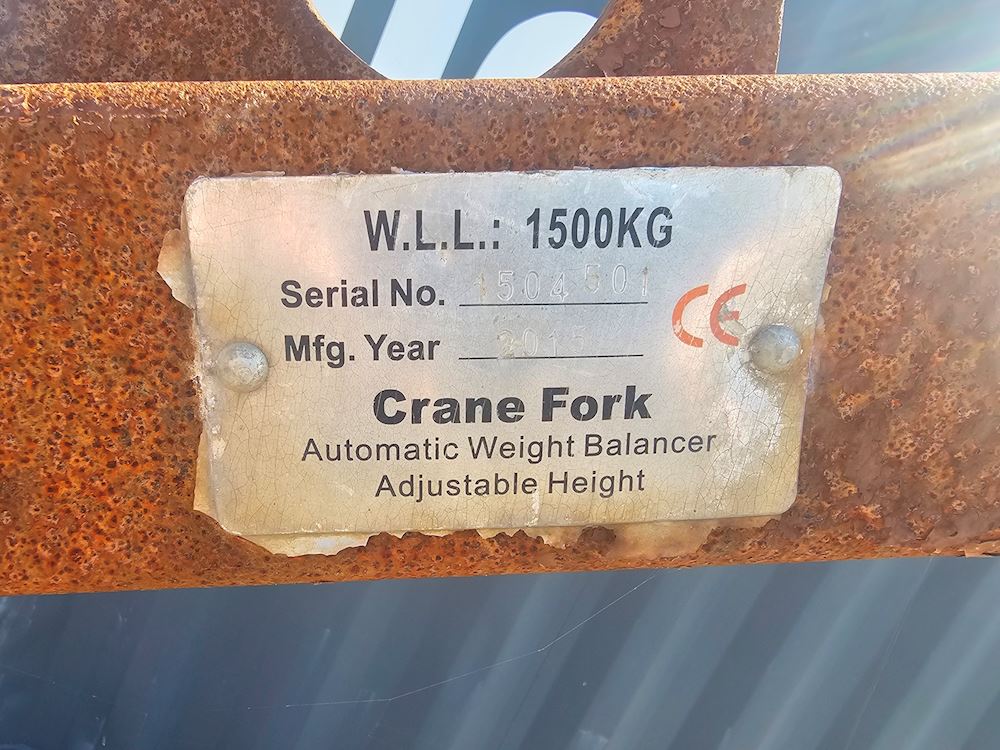 W.L.L.: 1500KG
Serial No. 1504501
Mfg. Year 2015
CE
Crane Fork
Automatic Weight Balancer
Adjustable Height